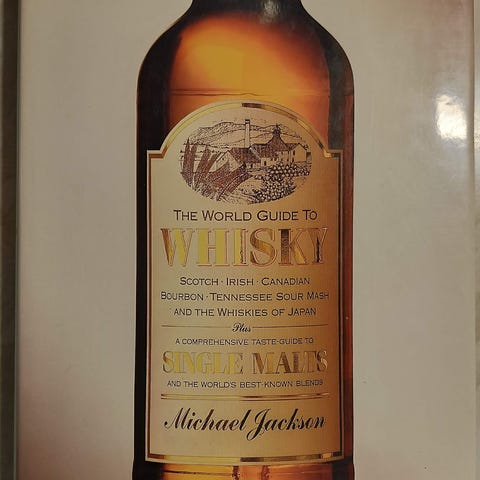 THE WORLD GUIDE TO
WHISKY
SCOTCH · IRISH · CANADIAN
BOURBON · TENNESSEE SOUR MASH
AND THE WHISKIES OF JAPAN
Plus
A COMPREHENSIVE TASTE-GUIDE TO
SINGLE MALTS
AND THE WORLD'S BEST-KNOWN BLENDS
Michael Jackson